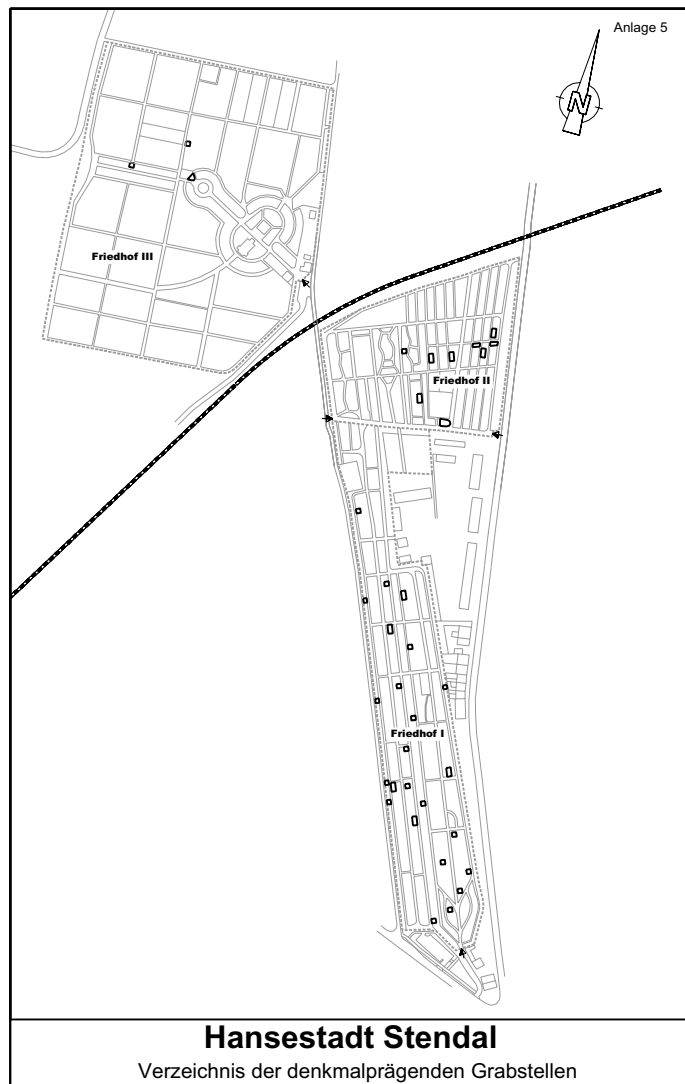 Anlage 5
N
Friedhof III
Friedhof II
Friedhof I
Hansestadt Stendal
Verzeichnis der denkmalprägenden Grabstellen